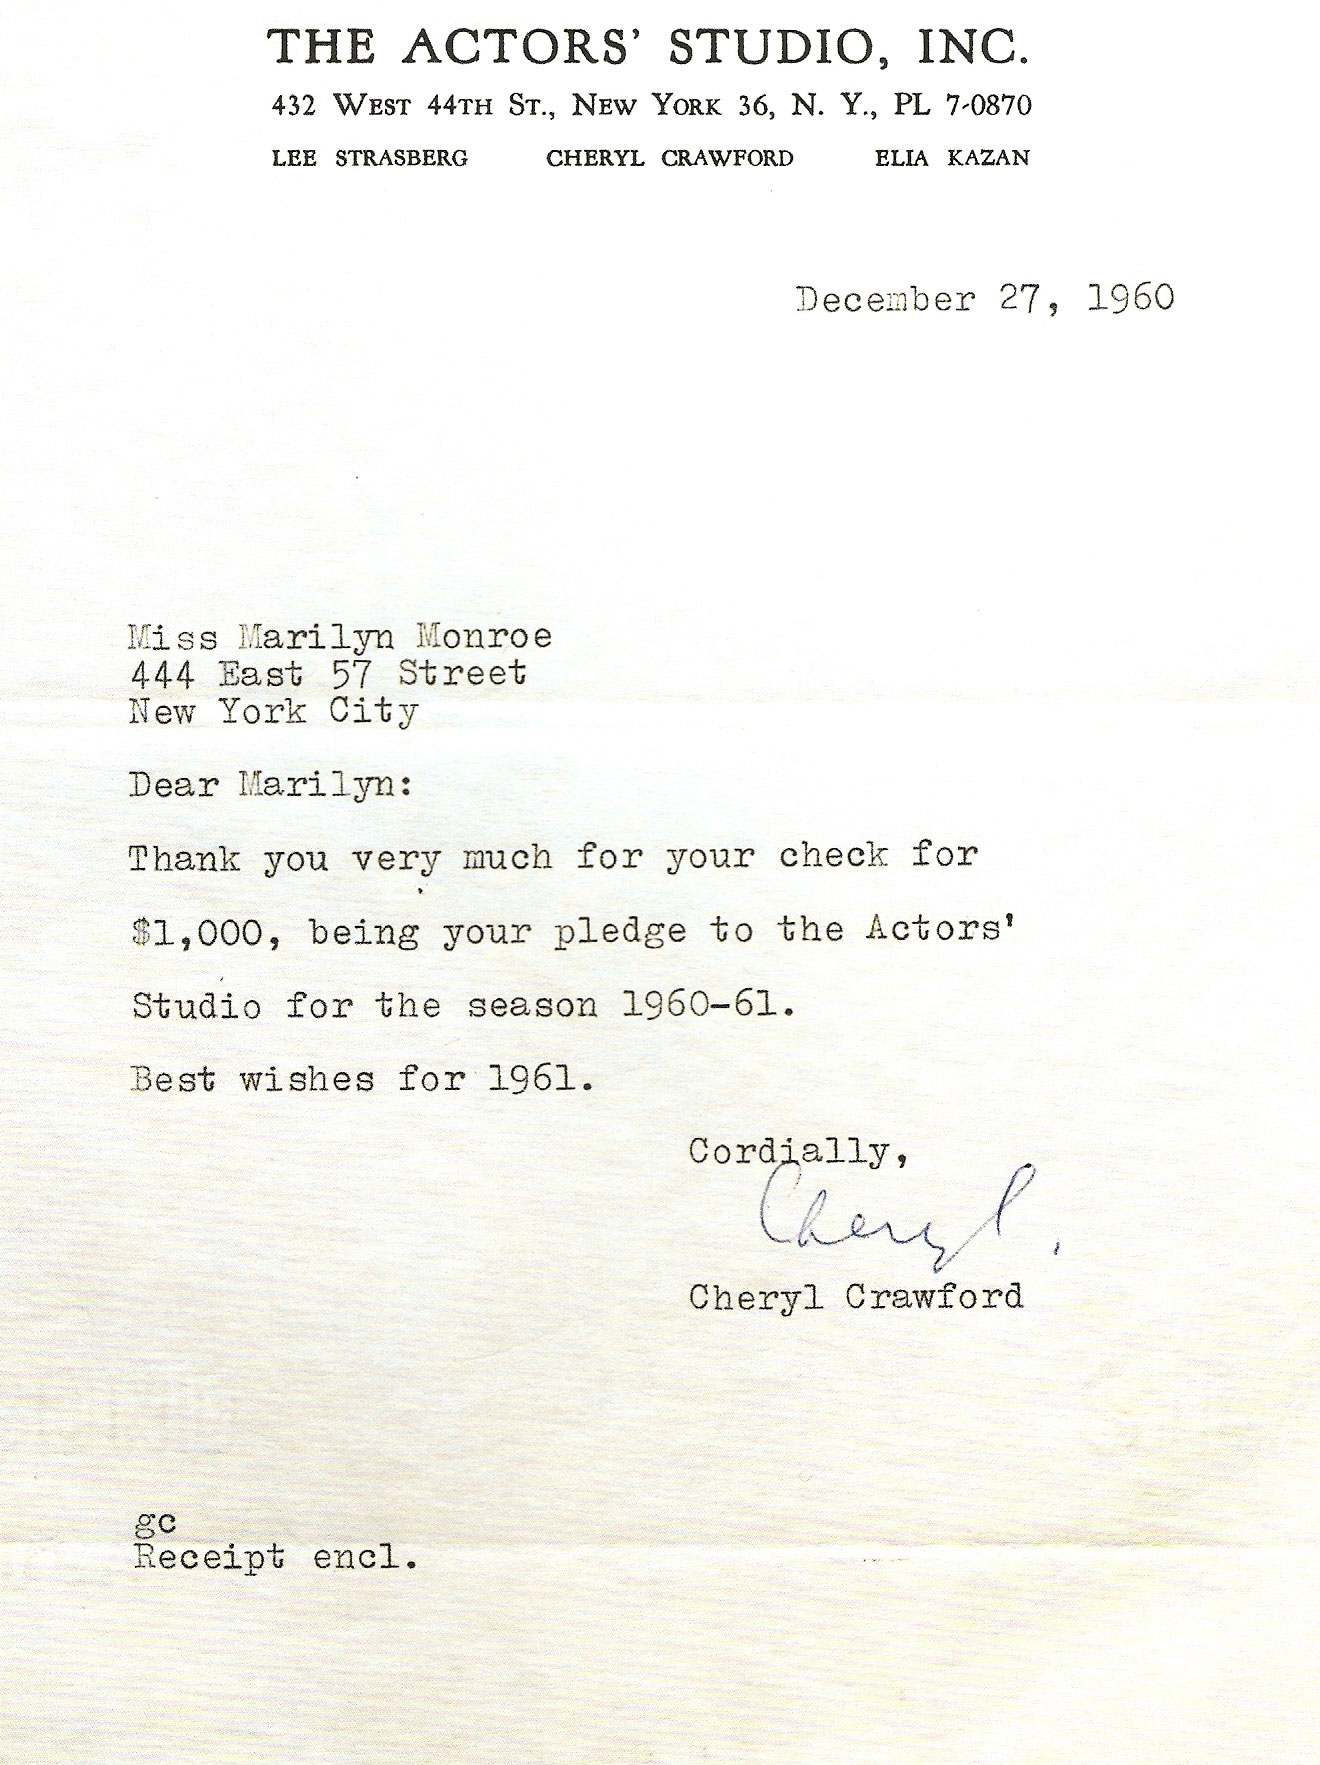 THE ACTORS' STUDIO, INC.
432 WEST 44TH ST., NEW YORK 36, N. Y., PL 7-0870
LEE STRASBERG CHERYL CRAWFORD ELIA KAZAN
December 27, 1960
Miss Marilyn Monroe
444 East 57 Street
New York City
Dear Marilyn:
Thank you very much for your check for
$1,000, being your pledge to the Actors'
Studio for the season 1960-61.
Best wishes for 1961.
Cordially,
Cheryl.
Cheryl Crawford
gc
Receipt encl.